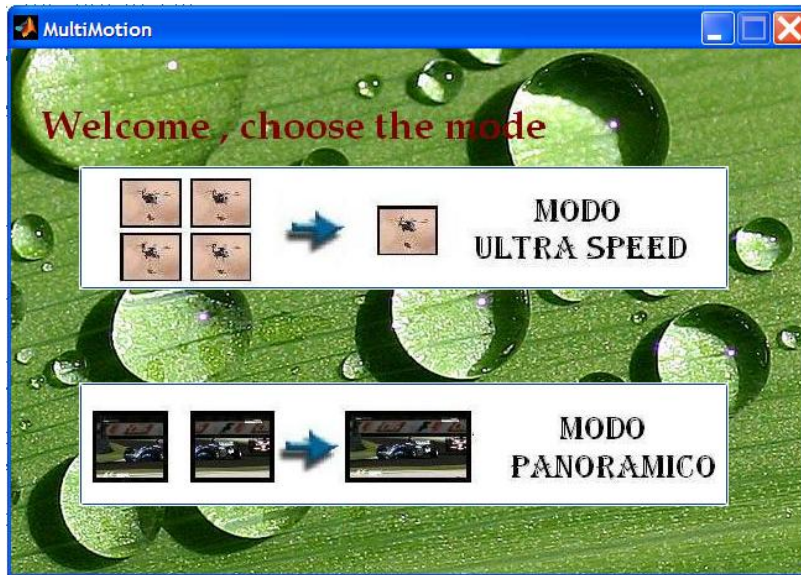 MultiMotion
Welcome , choose the mode
MODO
ULTRA SPEED
MODO
PANORAMICO